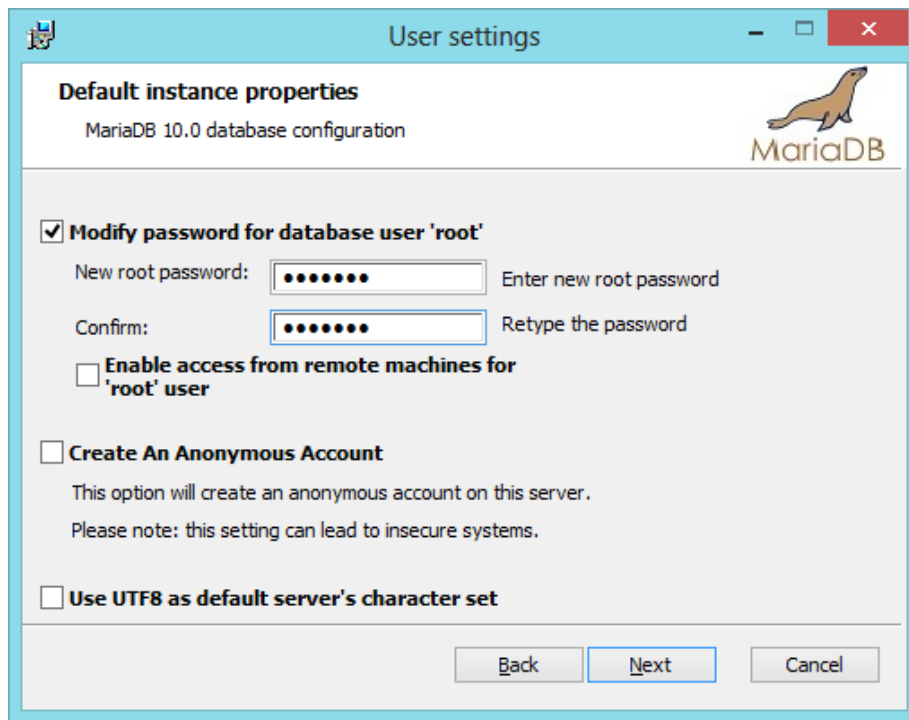 User settings
Default instance properties
MariaDB 10.0 database configuration
MariaDB
Modify password for database user 'root'
New root password: ●●●●●●● Enter new root password
Confirm: ●●●●●●● Retype the password
Enable access from remote machines for
'root' user
Create An Anonymous Account
This option will create an anonymous account on this server.
Please note: this setting can lead to insecure systems.
Use UTF8 as default server's character set
Back Next Cancel